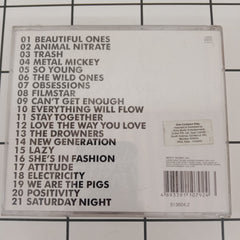 01 BEAUTIFUL ONES
02 ANIMAL NITRATE
03 TRASH
04 METAL MICKEY
05 SO YOUNG
06 THE WILD ONES
07 OBSESSIONS
08 FILMSTAR
09 CAN'T GET ENOUGH
10 EVERYTHING WILL FLOW
11 STAY TOGETHER
12 LOVE THE WAY YOU LOVE
13 THE DROWNERS
14 NEW GENERATION
15 LAZY
16 SHE'S IN FASHION
17 ATTITUDE
18 ELECTRICITY
19 WE ARE THE PIGS
20 POSITIVITY
21 SATURDAY NIGHT